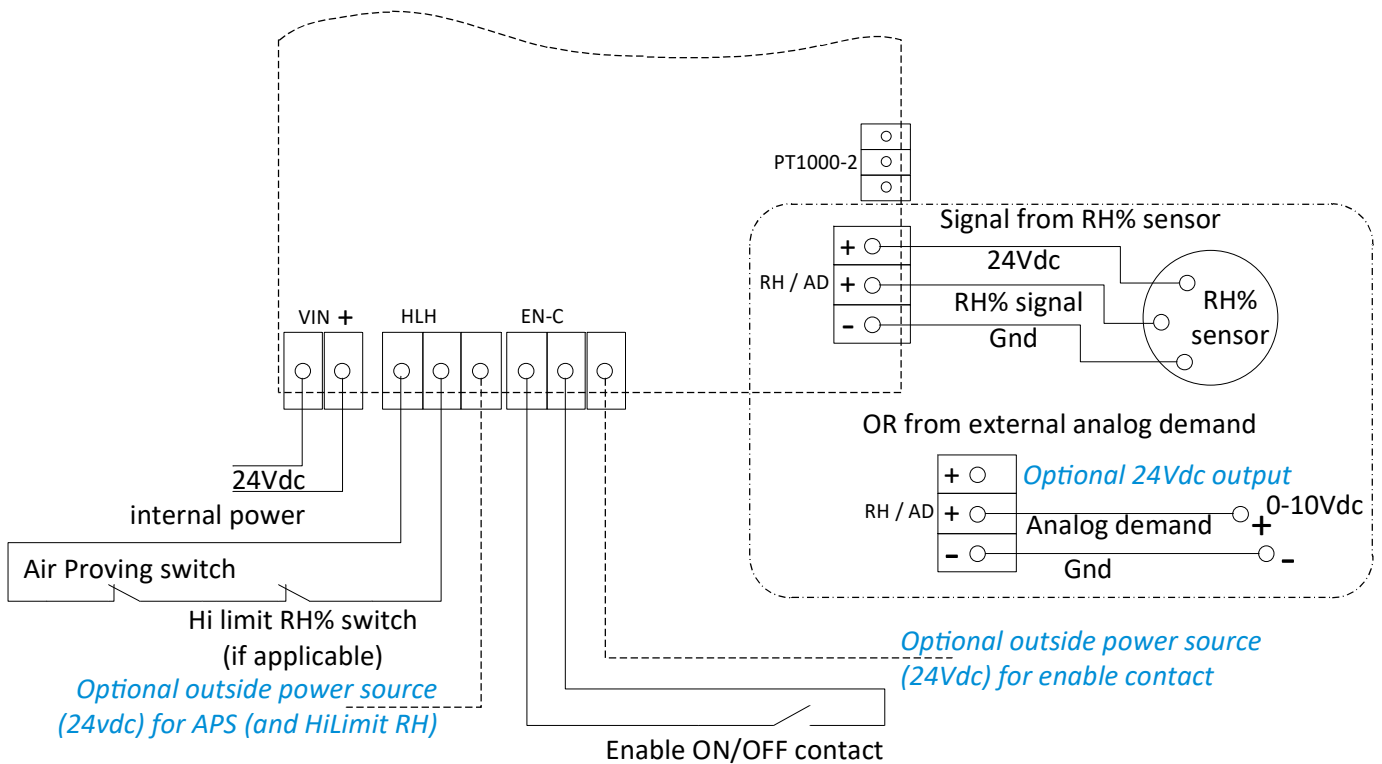 PT1000-2
Signal from RH% sensor
+
24Vdc
RH / AD
+
RH% signal
-
Gnd
RH%
sensor
VIN +
HLH
EN-C
OR from external analog demand
+
Optional 24Vdc output
RH / AD
+
Analog demand
0-10Vdc
+
-
Gnd
-
24Vdc
internal power
Air Proving switch
Hi limit RH% switch
(if applicable)
Optional outside power source
(24vdc) for APS (and HiLimit RH)
Optional outside power source
(24Vdc) for enable contact
Enable ON/OFF contact